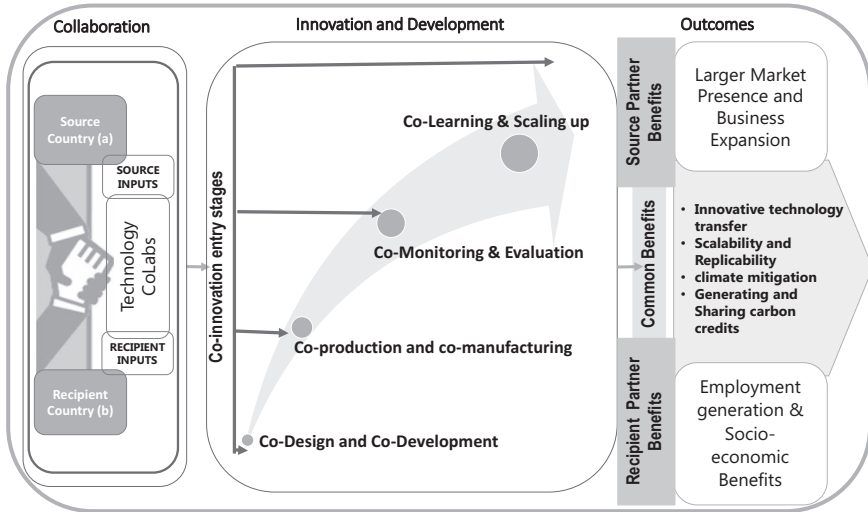 Collaboration
Source
Country (a)
SOURCE
INPUTS
Technology
CoLabs
RECIPIENT
INPUTS
Recipient
Country (b)
Innovation and Development
Co-innovation entry stages
Co-Learning & Scaling up
Co-Monitoring & Evaluation
Co-production and co-manufacturing
Co-Design and Co-Development
Outcomes
Source Partner
Benefits
Larger Market
Presence and
Business
Expansion
Common Benefits
• Innovative technology
transfer
• Scalability and
Replicability
• climate mitigation
• Generating and
Sharing carbon
credits
Recipient Partner
Benefits
Employment
generation &
Socio-
economic
Benefits